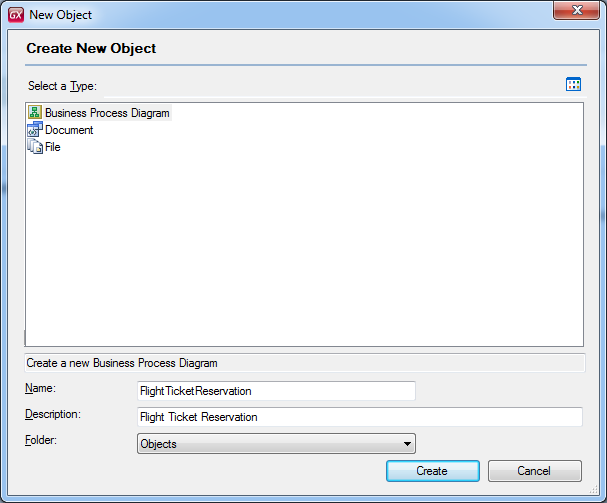 GX New Object
Create New Object
Select a Type:
Business Process Diagram
Document
File
Create a new Business Process Diagram
Name: FlightTicketReservation
Description: Flight Ticket Reservation
Folder: Objects
Create Cancel